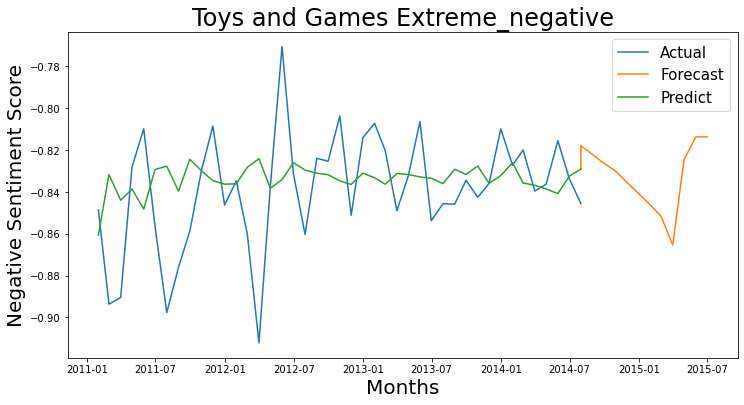 Toys and Games Extreme_negative
Actual
Forecast
Predict
Negative Sentiment Score
−0.78
−0.80
−0.82
−0.84
−0.86
−0.88
−0.90
2011-01 2011-07 2012-01 2012-07 2013-01 2013-07 2014-01 2014-07 2015-01 2015-07
Months